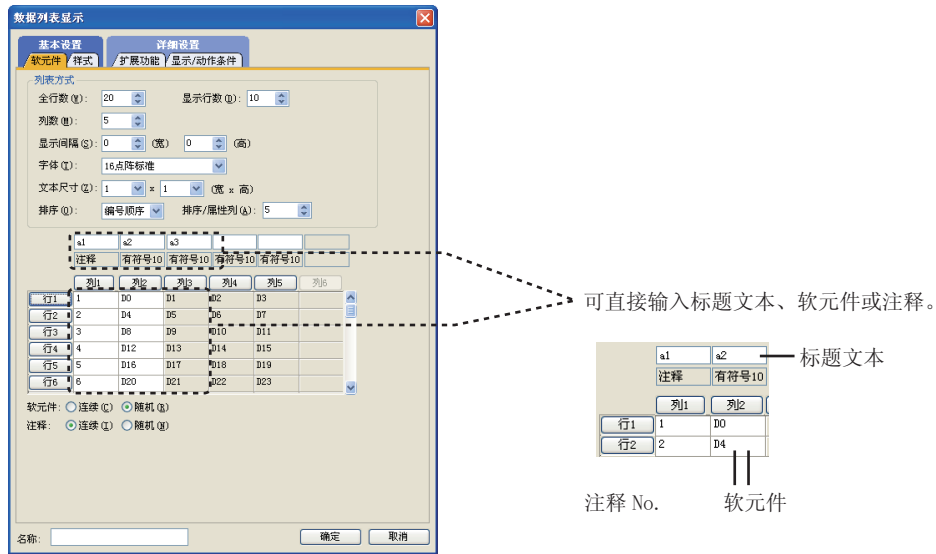 数据列表显示
基本设置 详细设置
软元件 样式 扩展功能 显示/动作条件
列表方式
全行数(Y): 20 显示行数(D): 10
列数(M): 5
显示间隔(S): 0 (宽) 0 (高)
字体(T): 16点阵标准
文本尺寸(Z): 1 x 1 (宽 x 高)
排序(O): 编号顺序 排序/属性列(A): 5
a1 a2 a3
注释 有符号10 有符号10 有符号10 有符号10
列1 列2 列3 列4 列5 列6
行1 1 D0 D1 D2 D3
行2 2 D4 D5 D6 D7
行3 3 D8 D9 D10 D11
行4 4 D12 D13 D14 D15
行5 5 D16 D17 D18 D19
行6 6 D20 D21 D22 D23
软元件: 连续(C) 随机(R)
注释: 连续(I) 随机(N)
名称: 确定 取消
可直接输入标题文本、软元件或注释。
a1 a2 标题文本
注释 有符号10
列1 列2
行1 1 D0
行2 2 D4
注释 No. 软元件